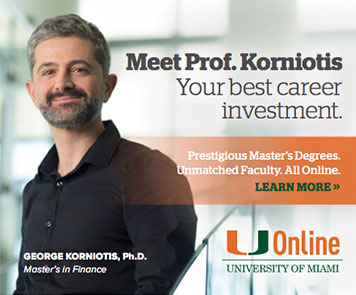 Meet Prof. Korniotis
Your best career
investment.
Prestigious Master's Degrees.
Unmatched Faculty. All Online.
LEARN MORE »
GEORGE KORNIOTIS, Ph.D.
Master's in Finance
U Online
UNIVERSITY OF MIAMI